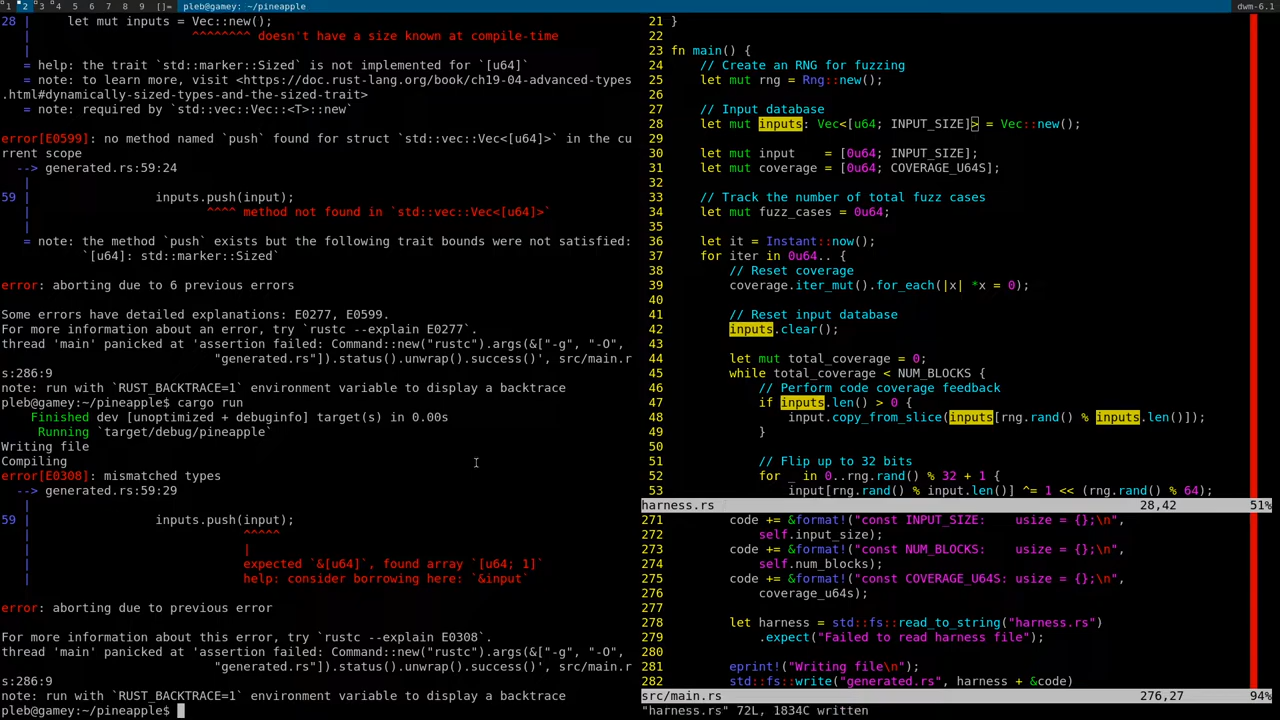 1 2 3 4 5 6 7 8 9 []= pleb@gamey:~/pineapple dwm-6.1
28 |     let mut inputs = Vec::new();
   |                      ^^^^^^^^ doesn't have a size known at compile-time
   |
   = help: the trait `std::marker::Sized` is not implemented for `[u64]`
   = note: to learn more, visit <https://doc.rust-lang.org/book/ch19-04-advanced-types
.html#dynamically-sized-types-and-the-sized-trait>
   = note: required by `std::vec::Vec::<T>::new`
error[E0599]: no method named `push` found for struct `std::vec::Vec<[u64]>` in the cu
rrent scope
  --> generated.rs:59:24
   |
59 |                 inputs.push(input);
   |                        ^^^^ method not found in `std::vec::Vec<[u64]>`
   |
   = note: the method `push` exists but the following trait bounds were not satisfied:
           `[u64]: std::marker::Sized`
error: aborting due to 6 previous errors
Some errors have detailed explanations: E0277, E0599.
For more information about an error, try `rustc --explain E0277`.
thread 'main' panicked at 'assertion failed: Command::new("rustc").args(&["-g", "-O",
                             "generated.rs"]).status().unwrap().success()', src/main.r
s:286:9
note: run with `RUST_BACKTRACE=1` environment variable to display a backtrace
pleb@gamey:~/pineapple$ cargo run
    Finished dev [unoptimized + debuginfo] target(s) in 0.00s
     Running `target/debug/pineapple`
Writing file
Compiling
error[E0308]: mismatched types
  --> generated.rs:59:29
   |
59 |                 inputs.push(input);
   |                             ^^^^^
   |                             |
   |                             expected `&[u64]`, found array `[u64; 1]`
   |                             help: consider borrowing here: `&input`
error: aborting due to previous error
For more information about this error, try `rustc --explain E0308`.
thread 'main' panicked at 'assertion failed: Command::new("rustc").args(&["-g", "-O",
                             "generated.rs"]).status().unwrap().success()', src/main.r
s:286:9
note: run with `RUST_BACKTRACE=1` environment variable to display a backtrace
pleb@gamey:~/pineapple$
21 }
22
23 fn main() {
24     // Create an RNG for fuzzing
25     let mut rng = Rng::new();
26
27     // Input database
28     let mut inputs: Vec<[u64; INPUT_SIZE]> = Vec::new();
29
30     let mut input    = [0u64; INPUT_SIZE];
31     let mut coverage = [0u64; COVERAGE_U64S];
32
33     // Track the number of total fuzz cases
34     let mut fuzz_cases = 0u64;
35
36     let it = Instant::now();
37     for iter in 0u64.. {
38         // Reset coverage
39         coverage.iter_mut().for_each(|x| *x = 0);
40
41         // Reset input database
42         inputs.clear();
43
44         let mut total_coverage = 0;
45         while total_coverage < NUM_BLOCKS {
46             // Perform code coverage feedback
47             if inputs.len() > 0 {
48                 input.copy_from_slice(inputs[rng.rand() % inputs.len()]);
49             }
50
51             // Flip up to 32 bits
52             for _ in 0..rng.rand() % 32 + 1 {
53                 input[rng.rand() % input.len()] ^= 1 << (rng.rand() % 64);
harness.rs 28,42 51%
271         code += &format!("const INPUT_SIZE:    usize = {};\n",
272             self.input_size);
273         code += &format!("const NUM_BLOCKS:    usize = {};\n",
274             self.num_blocks);
275         code += &format!("const COVERAGE_U64S: usize = {};\n",
276             coverage_u64s);
277
278         let harness = std::fs::read_to_string("harness.rs")
279             .expect("Failed to read harness file");
280
281         eprint!("Writing file\n");
282         std::fs::write("generated.rs", harness + &code)
src/main.rs 276,27 94%
"harness.rs" 72L, 1834C written